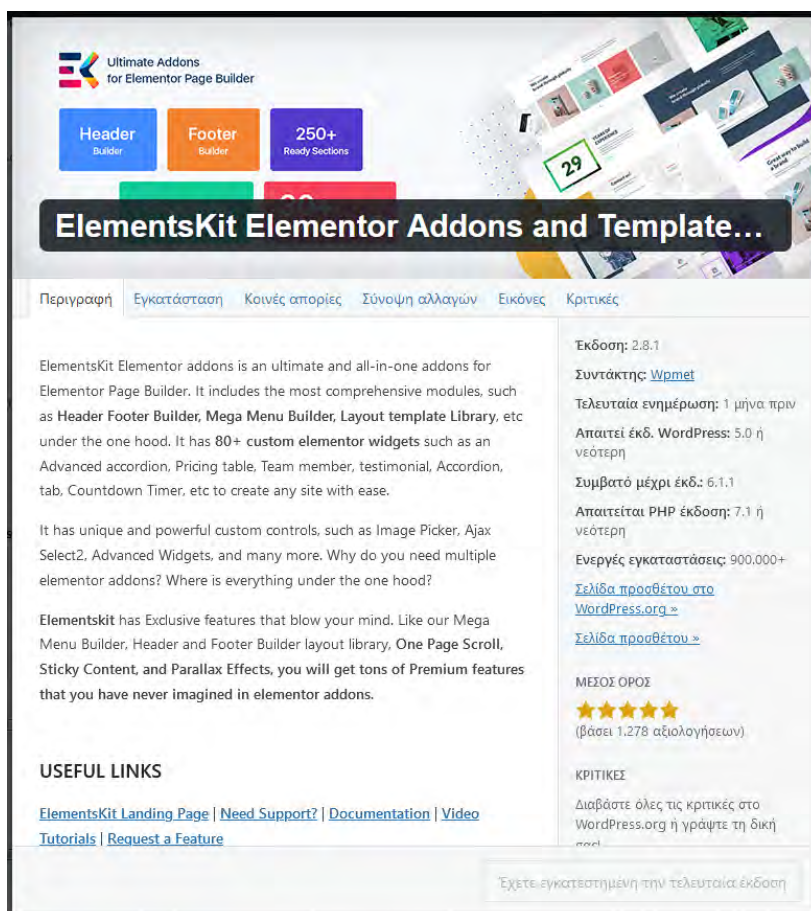 Ultimate Addons
for Elementor Page Builder
Header
Builder
Footer
Builder
250+
Ready Sections
29
YEARS OF
EXPERIENCE
Great way to build
a brand
ElementsKit Elementor Addons and Template…
Περιγραφή Εγκατάσταση Κοινές απορίες Σύνοψη αλλαγών Εικόνες Κριτικές
ElementsKit Elementor addons is an ultimate and all-in-one addons for
Elementor Page Builder. It includes the most comprehensive modules, such
as Header Footer Builder, Mega Menu Builder, Layout template Library, etc
under the one hood. It has 80+ custom elementor widgets such as an
Advanced accordion, Pricing table, Team member, testimonial, Accordion,
tab, Countdown Timer, etc to create any site with ease.
It has unique and powerful custom controls, such as Image Picker, Ajax
Select2, Advanced Widgets, and many more. Why do you need multiple
elementor addons? Where is everything under the one hood?
Elementskit has Exclusive features that blow your mind. Like our Mega
Menu Builder, Header and Footer Builder layout library, One Page Scroll,
Sticky Content, and Parallax Effects, you will get tons of Premium features
that you have never imagined in elementor addons.
USEFUL LINKS
ElementsKit Landing Page | Need Support? | Documentation | Video
Tutorials | Request a Feature
Έκδοση: 2.8.1
Συντάκτης: Wpmet
Τελευταία ενημέρωση: 1 μήνα πριν
Απαιτεί έκδ. WordPress: 5.0 ή
νεότερη
Συμβατό μέχρι έκδ.: 6.1.1
Απαιτείται PHP έκδοση: 7.1 ή
νεότερη
Ενεργές εγκαταστάσεις: 900.000+
Σελίδα προσθέτου στο
WordPress.org »
Σελίδα προσθέτου »
ΜΕΣΟΣ ΟΡΟΣ
(βάσει 1.278 αξιολογήσεων)
ΚΡΙΤΙΚΕΣ
Διαβάστε όλες τις κριτικές στο
WordPress.org ή γράψτε τη δική
σας!
Έχετε εγκατεστημένη την τελευταία έκδοση